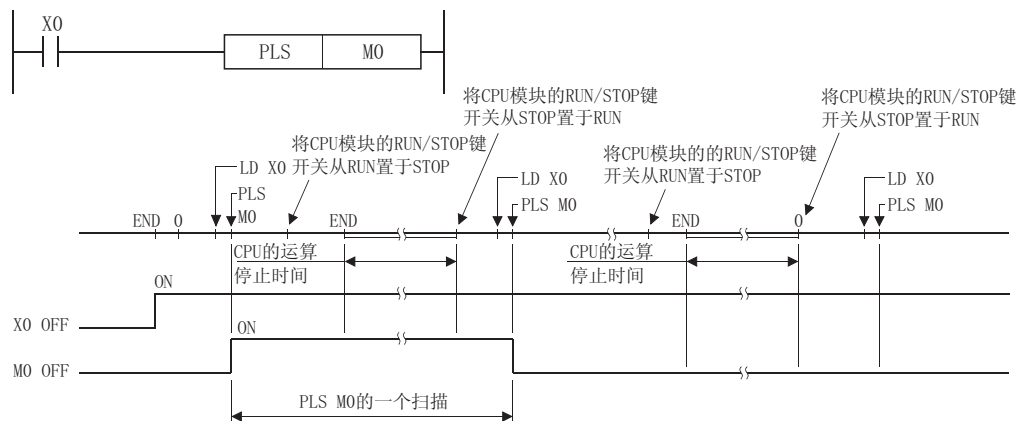 X0
PLS M0
将CPU模块的RUN/STOP键
开关从STOP置于RUN
将CPU模块的RUN/STOP键
开关从STOP置于RUN
将CPU模块的RUN/STOP键
开关从RUN置于STOP
将CPU模块的的RUN/STOP键
开关从RUN置于STOP
LD X0
PLS
M0
LD X0
PLS M0
LD X0
PLS M0
END 0
END
END
0
CPU的运算
停止时间
CPU的运算
停止时间
ON
X0 OFF
ON
M0 OFF
PLS M0的一个扫描